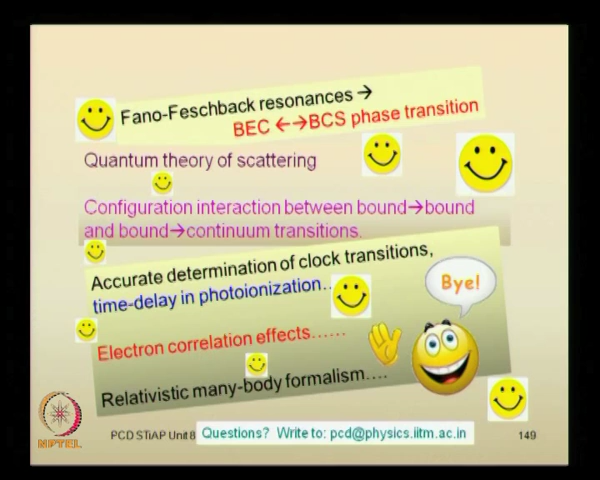 Fano-Feschback resonances →
BEC ←→BCS phase transition
Quantum theory of scattering
Configuration interaction between bound→bound
and bound→continuum transitions.
Accurate determination of clock transitions,
time-delay in photoionization..
Bye!
Electron correlation effects......
Relativistic many-body formalism....
NPTEL
PCD STiAP Unit 8 Questions? Write to: pcd@physics.iitm.ac.in 149